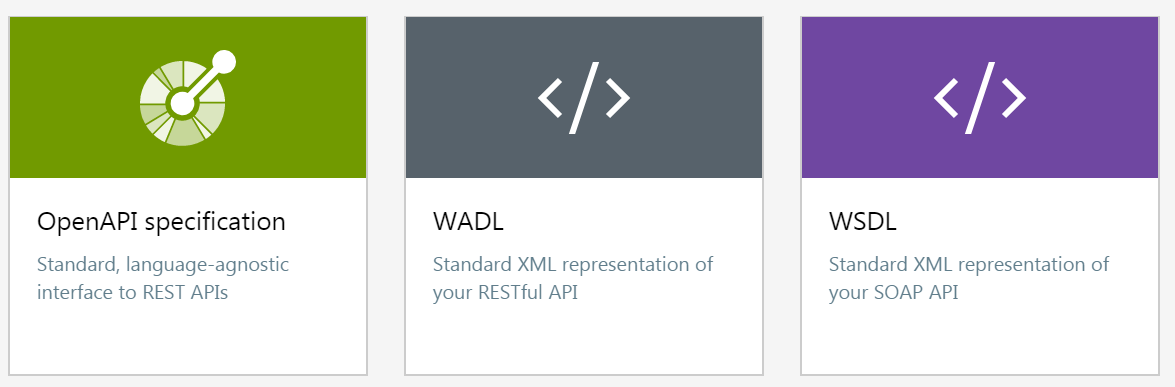 OpenAPI specification
Standard, language-agnostic
interface to REST APIs
WADL
Standard XML representation of
your RESTful API
WSDL
Standard XML representation of
your SOAP API